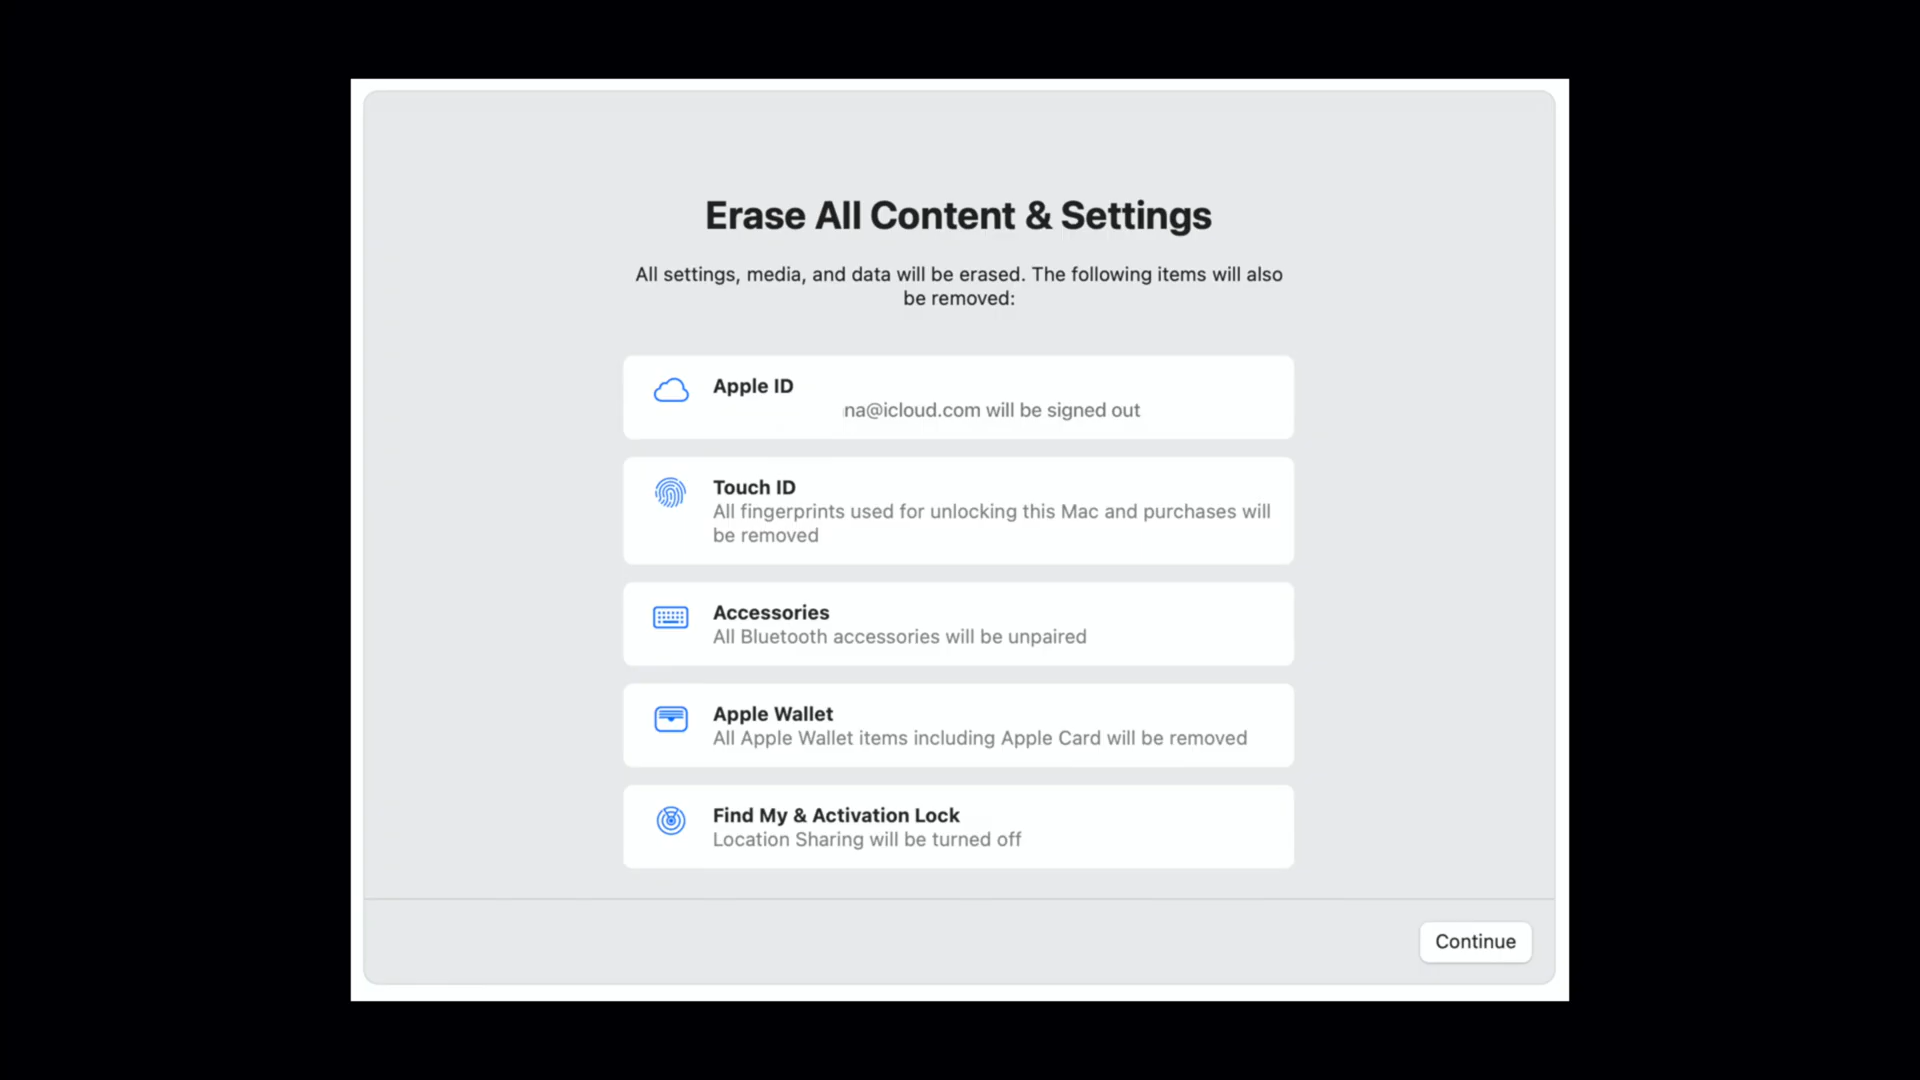 Erase All Content & Settings
All settings, media, and data will be erased. The following items will also
be removed:
Apple ID
na@icloud.com will be signed out
Touch ID
All fingerprints used for unlocking this Mac and purchases will
be removed
Accessories
All Bluetooth accessories will be unpaired
Apple Wallet
All Apple Wallet items including Apple Card will be removed
Find My & Activation Lock
Location Sharing will be turned off
Continue